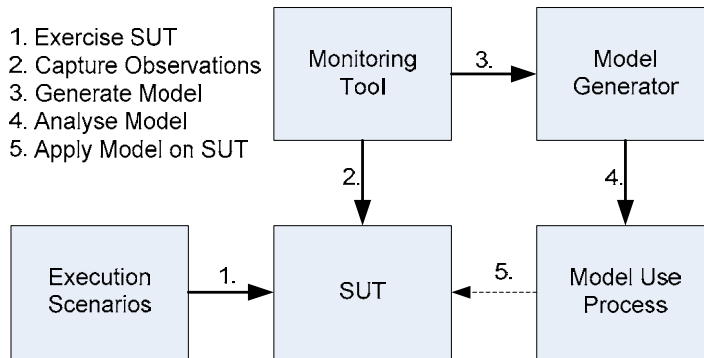 1. Exercise SUT
2. Capture Observations
3. Generate Model
4. Analyse Model
5. Apply Model on SUT
Monitoring
Tool
3.
Model
Generator
2.
4.
Execution
Scenarios
1.
SUT
5.
Model Use
Process